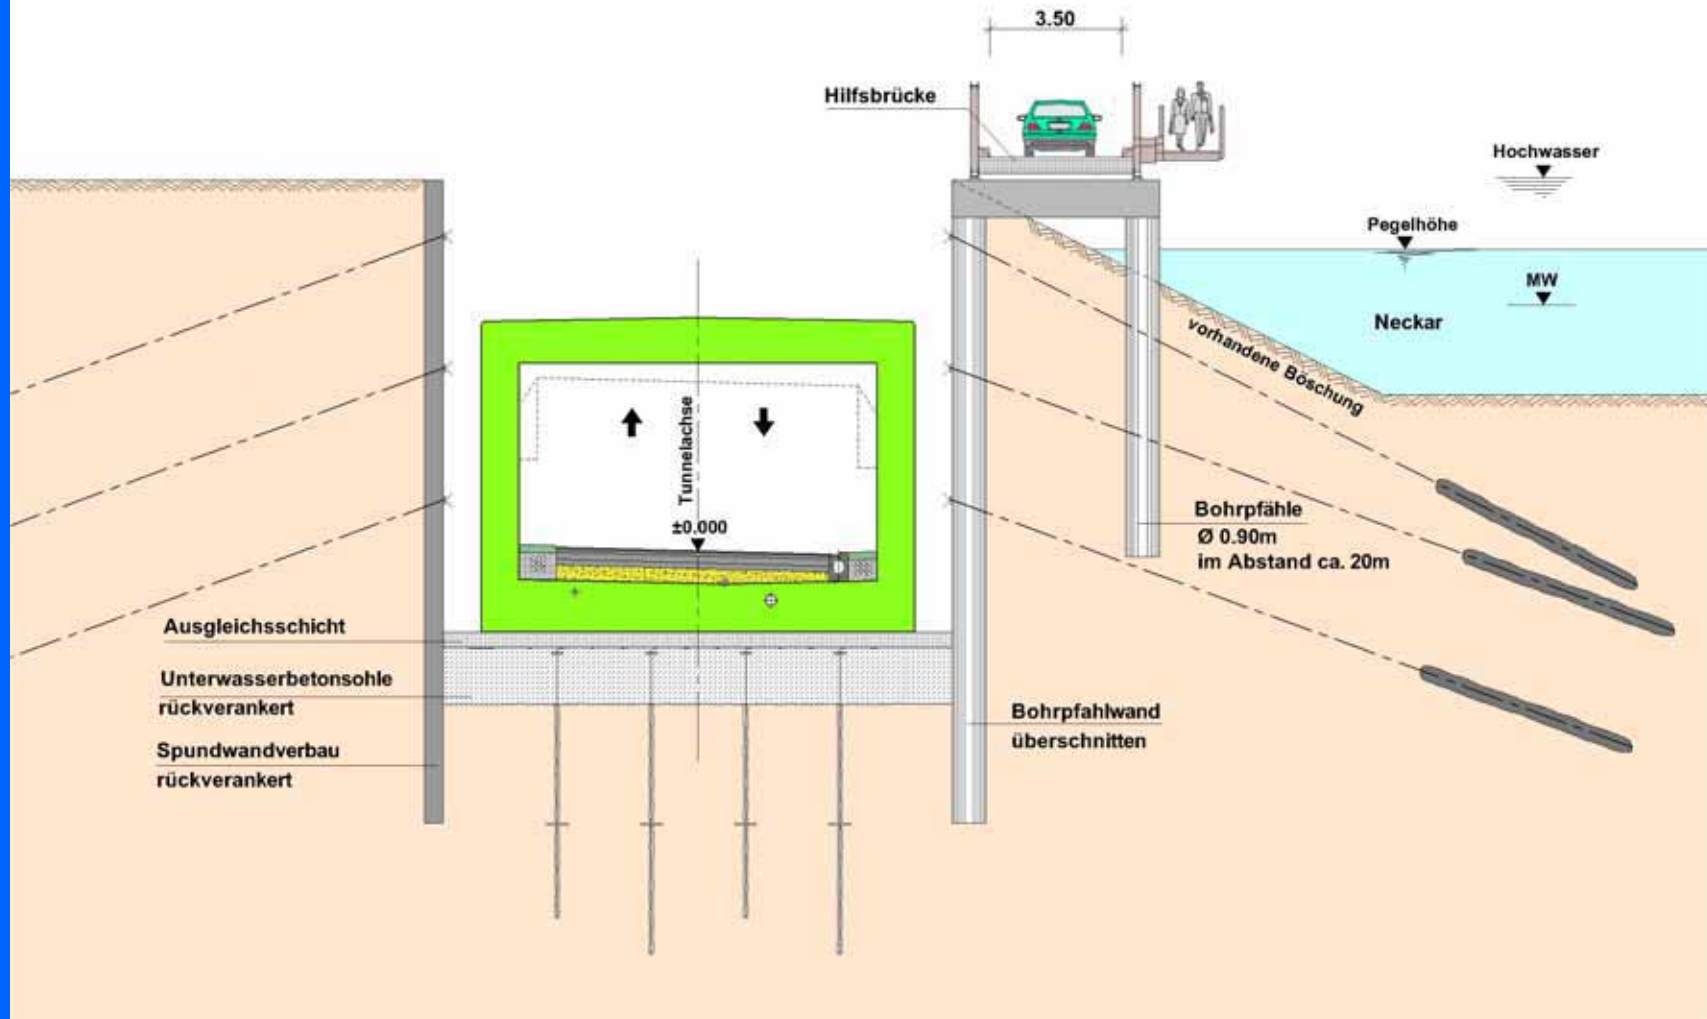 3.50
Hilfsbrücke
Hochwasser
Pegelhöhe
MW
Neckar
vorhandene Böschung
Tunnelachse
±0.000
Bohrpfähle
Ø 0.90m
im Abstand ca. 20m
Ausgleichsschicht
Unterwasserbetonsohle
rückverankert
Bohrpfahlwand
überschnitten
Spundwandverbau
rückverankert